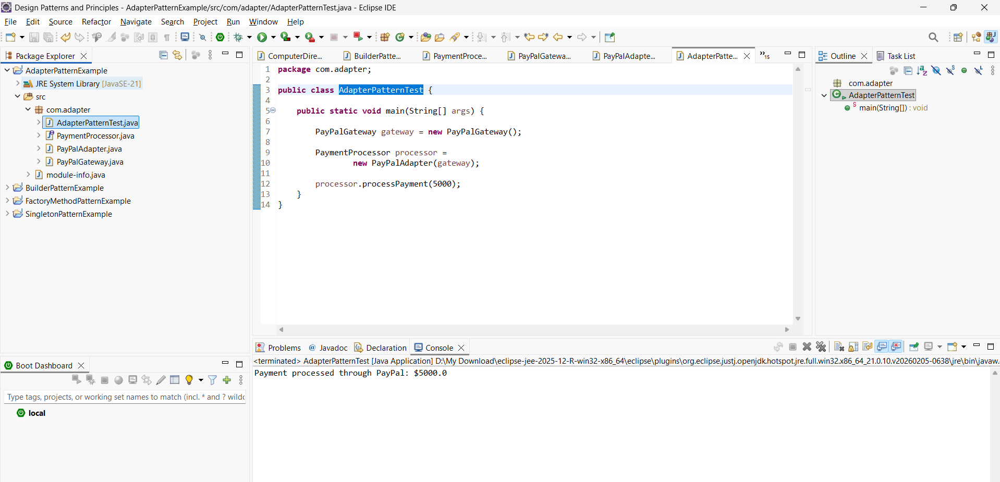 Design Patterns and Principles - AdapterPatternExample/src/com/adapter/AdapterPatternTest.java - Eclipse IDE
File Edit Source Refactor Navigate Search Project Run Window Help
Package Explorer
AdapterPatternExample
JRE System Library [JavaSE-21]
src
com.adapter
AdapterPatternTest.java
PaymentProcessor.java
PayPalAdapter.java
PayPalGateway.java
module-info.java
BuilderPatternExample
FactoryMethodPatternExample
SingletonPatternExample
Boot Dashboard
Type tags, projects, or working set names to match (incl. * and ? wildc
local
ComputerDire... BuilderPatte... PaymentProce... PayPalGatewa... PayPalAdapte... AdapterPatte... »15
1 package com.adapter;
2
3 public class AdapterPatternTest {
4
5 public static void main(String[] args) {
6
7 PayPalGateway gateway = new PayPalGateway();
8
9 PaymentProcessor processor =
10 new PayPalAdapter(gateway);
11
12 processor.processPayment(5000);
13 }
14 }
Outline Task List
com.adapter
AdapterPatternTest
main(String[]) : void
Problems @ Javadoc Declaration Console
<terminated> AdapterPatternTest [Java Application] D:\My Download\eclipse-jee-2025-12-R-win32-x86_64\eclipse\plugins\org.eclipse.justj.openjdk.hotspot.jre.full.win32.x86_64_21.0.10.v20260205-0638\jre\bin\javaw.
Payment processed through PayPal: $5000.0